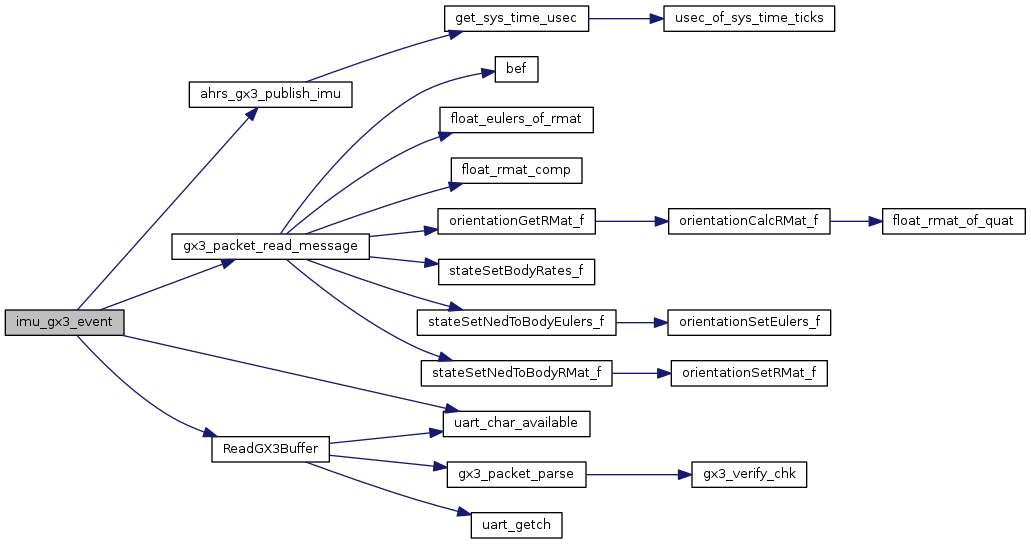 get_sys_time_usec
usec_of_sys_time_ticks
bef
ahrs_gx3_publish_imu
float_eulers_of_rmat
float_rmat_comp
orientationGetRMat_f
orientationCalcRMat_f
float_rmat_of_quat
gx3_packet_read_message
stateSetBodyRates_f
imu_gx3_event
stateSetNedToBodyEulers_f
orientationSetEulers_f
stateSetNedToBodyRMat_f
orientationSetRMat_f
uart_char_available
ReadGX3Buffer
gx3_packet_parse
gx3_verify_chk
uart_getch